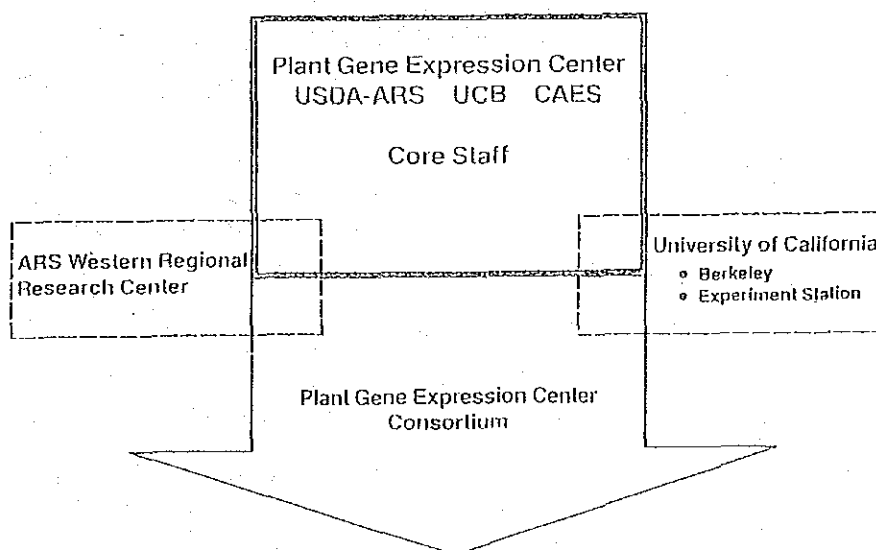 Plant Gene Expression Center
USDA-ARS UCB CAES
Core Staff
ARS Western Regional
Research Center
University of California
• Berkeley
• Experiment Station
Plant Gene Expression Center
Consortium